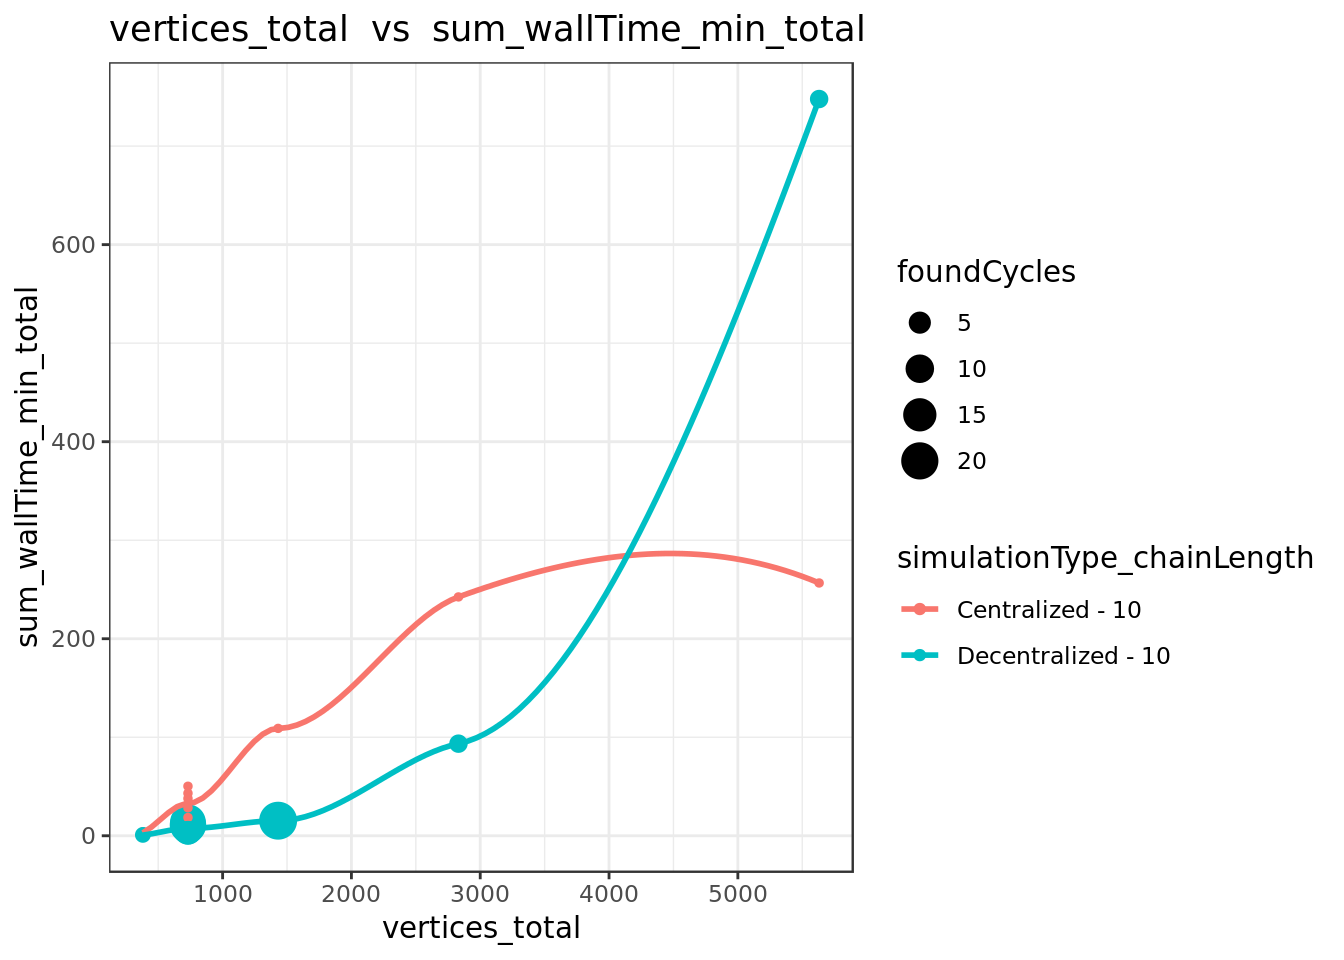 vertices_total vs sum_wallTime_min_total
sum_wallTime_min_total
600
400
200
0
1000 2000 3000 4000 5000
vertices_total
foundCycles
5
10
15
20
simulationType_chainLength
Centralized - 10
Decentralized - 10